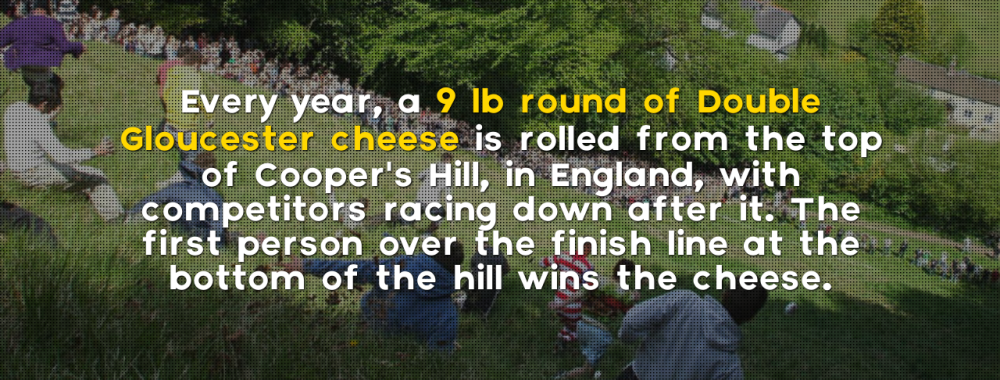 Every year, a 9 lb round of Double
Gloucester cheese is rolled from the top
of Cooper's Hill, in England, with
competitors racing down after it. The
first person over the finish line at the
bottom of the hill wins the cheese.